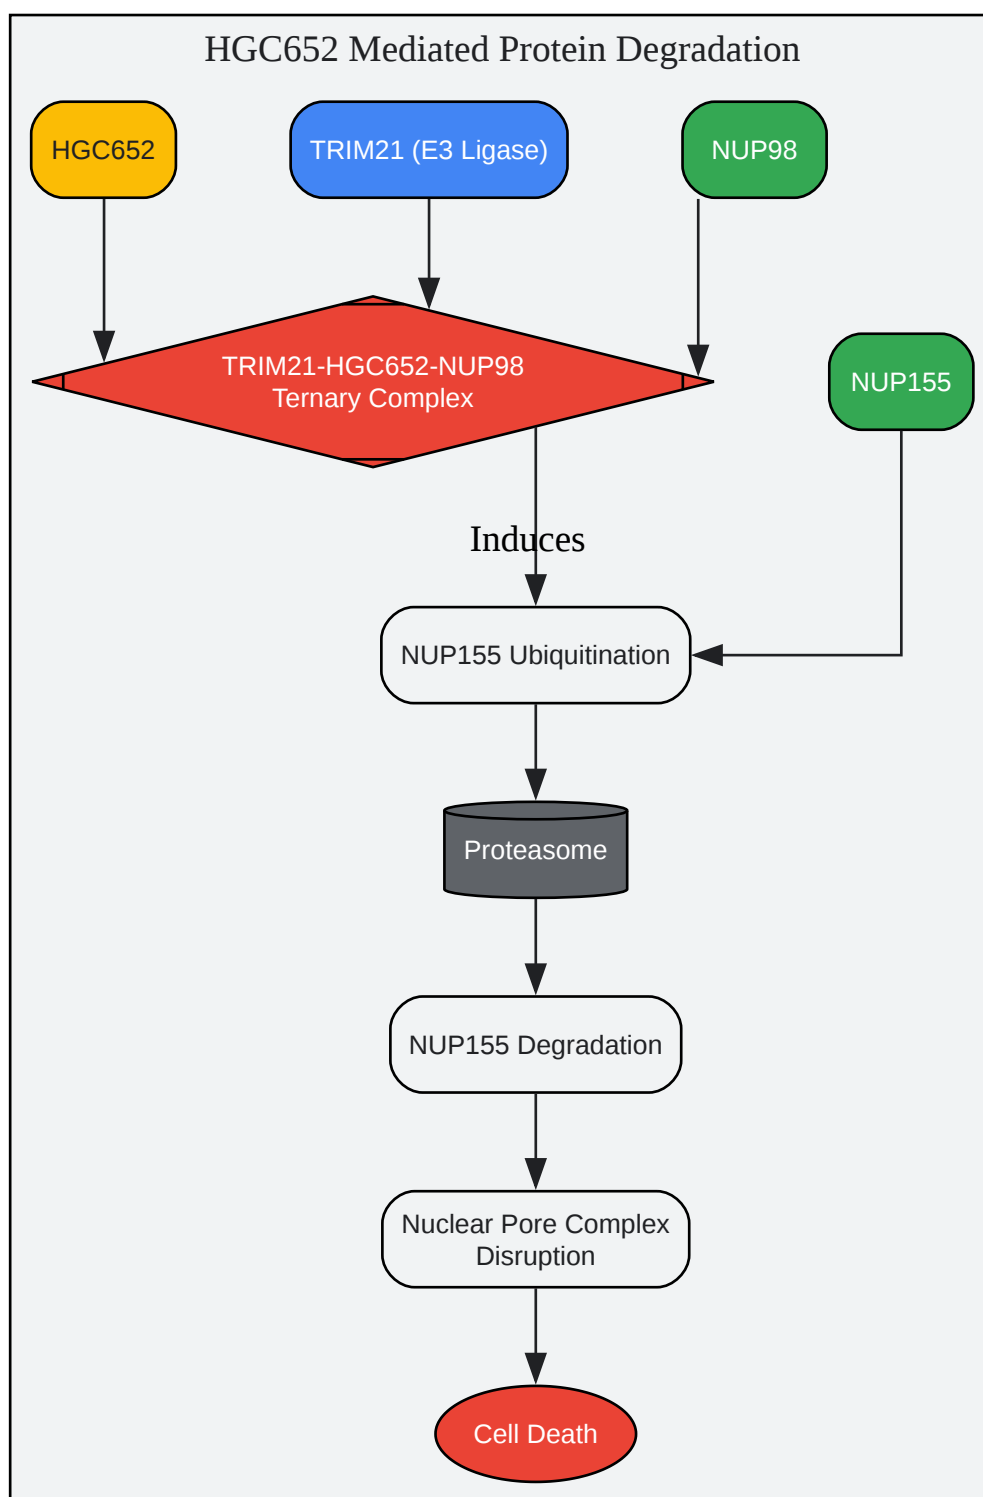 HGC652 Mediated Protein Degradation
HGC652
TRIM21 (E3 Ligase)
NUP98
TRIM21-HGC652-NUP98
Ternary Complex
NUP155
Induces
NUP155 Ubiquitination
Proteasome
NUP155 Degradation
Nuclear Pore Complex
Disruption
Cell Death